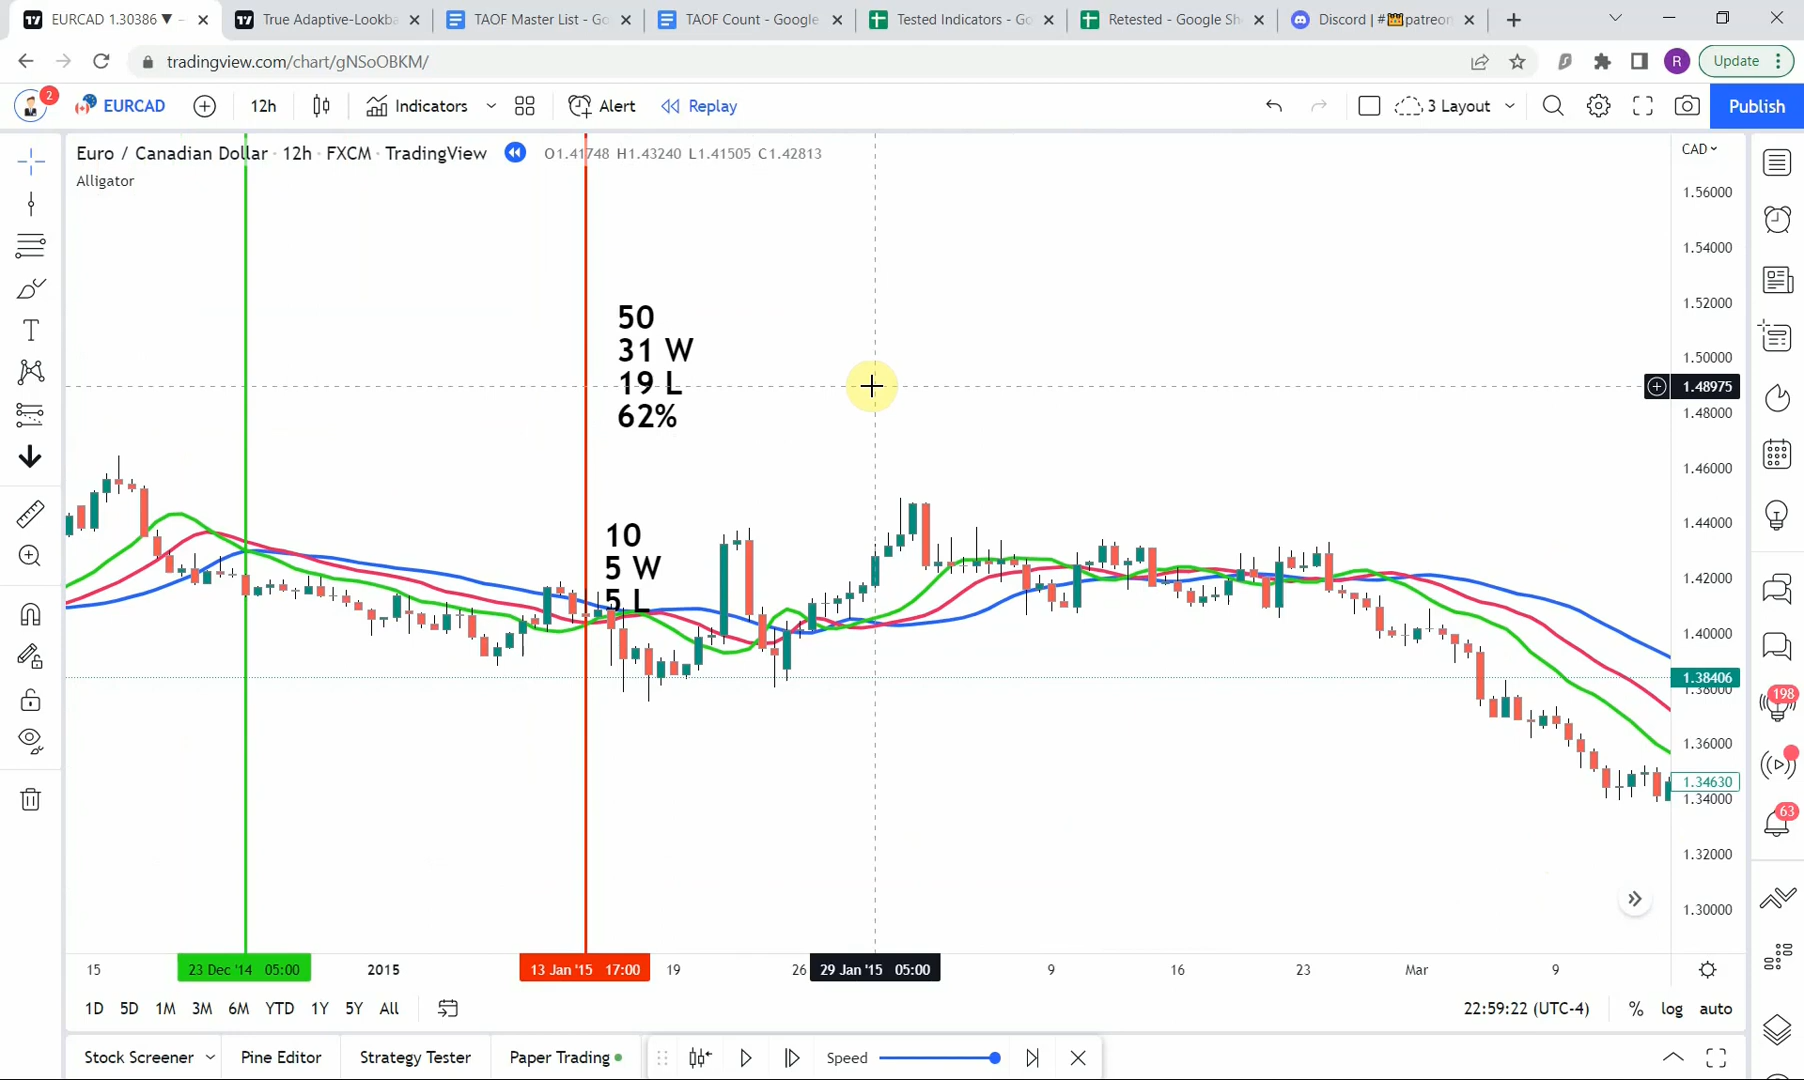 EURCAD 1.30386 ▼
True Adaptive-Lookba
TAOF Master List - Go
TAOF Count - Google
Tested Indicators - Go
Retested - Google Sh
Discord | #👑patreon
tradingview.com/chart/gNSoOBKM/
R
Update
2
EURCAD
12h
Indicators
Alert
Replay
3 Layout
Publish
Euro / Canadian Dollar · 12h · FXCM · TradingView
O1.41748 H1.43240 L1.41505 C1.42813
Alligator
CAD
1.56000
1.54000
1.52000
1.50000
1.48975
1.48000
1.46000
1.44000
1.42000
1.40000
1.38406
1.38000
1.36000
1.34630
1.34000
1.32000
1.30000
50
31 W
19 L
62%
10
5 W
5 L
198
63
15
23 Dec '14 05:00
2015
13 Jan '15 17:00
19
26
29 Jan '15 05:00
9
16
23
Mar
9
1D 5D 1M 3M 6M YTD 1Y 5Y All
22:59:22 (UTC-4)
% log auto
Stock Screener
Pine Editor
Strategy Tester
Paper Trading
Speed